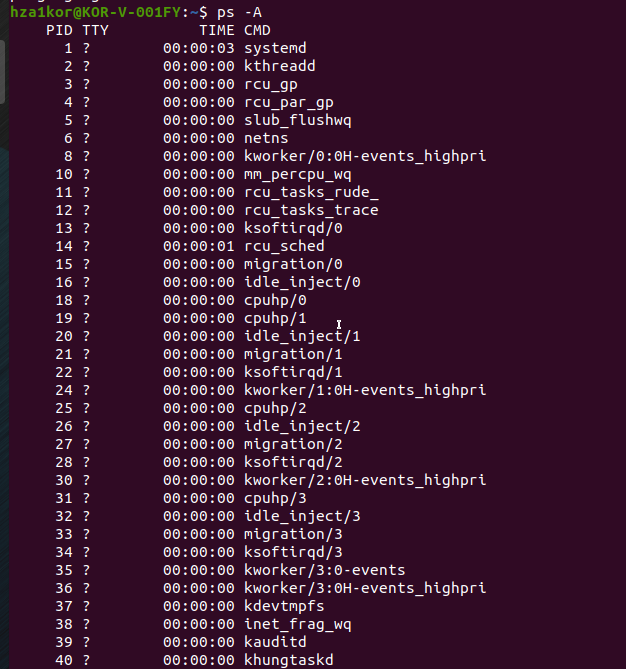 hza1kor@KOR-V-001FY:~$ ps -A
PID TTY TIME CMD
1 ? 00:00:03 systemd
2 ? 00:00:00 kthreadd
3 ? 00:00:00 rcu_gp
4 ? 00:00:00 rcu_par_gp
5 ? 00:00:00 slub_flushwq
6 ? 00:00:00 netns
8 ? 00:00:00 kworker/0:0H-events_highpri
10 ? 00:00:00 mm_percpu_wq
11 ? 00:00:00 rcu_tasks_rude_
12 ? 00:00:00 rcu_tasks_trace
13 ? 00:00:00 ksoftirqd/0
14 ? 00:00:01 rcu_sched
15 ? 00:00:00 migration/0
16 ? 00:00:00 idle_inject/0
18 ? 00:00:00 cpuhp/0
19 ? 00:00:00 cpuhp/1
20 ? 00:00:00 idle_inject/1
21 ? 00:00:00 migration/1
22 ? 00:00:00 ksoftirqd/1
24 ? 00:00:00 kworker/1:0H-events_highpri
25 ? 00:00:00 cpuhp/2
26 ? 00:00:00 idle_inject/2
27 ? 00:00:00 migration/2
28 ? 00:00:00 ksoftirqd/2
30 ? 00:00:00 kworker/2:0H-events_highpri
31 ? 00:00:00 cpuhp/3
32 ? 00:00:00 idle_inject/3
33 ? 00:00:00 migration/3
34 ? 00:00:00 ksoftirqd/3
35 ? 00:00:00 kworker/3:0-events
36 ? 00:00:00 kworker/3:0H-events_highpri
37 ? 00:00:00 kdevtmpfs
38 ? 00:00:00 inet_frag_wq
39 ? 00:00:00 kauditd
40 ? 00:00:00 khungtaskd